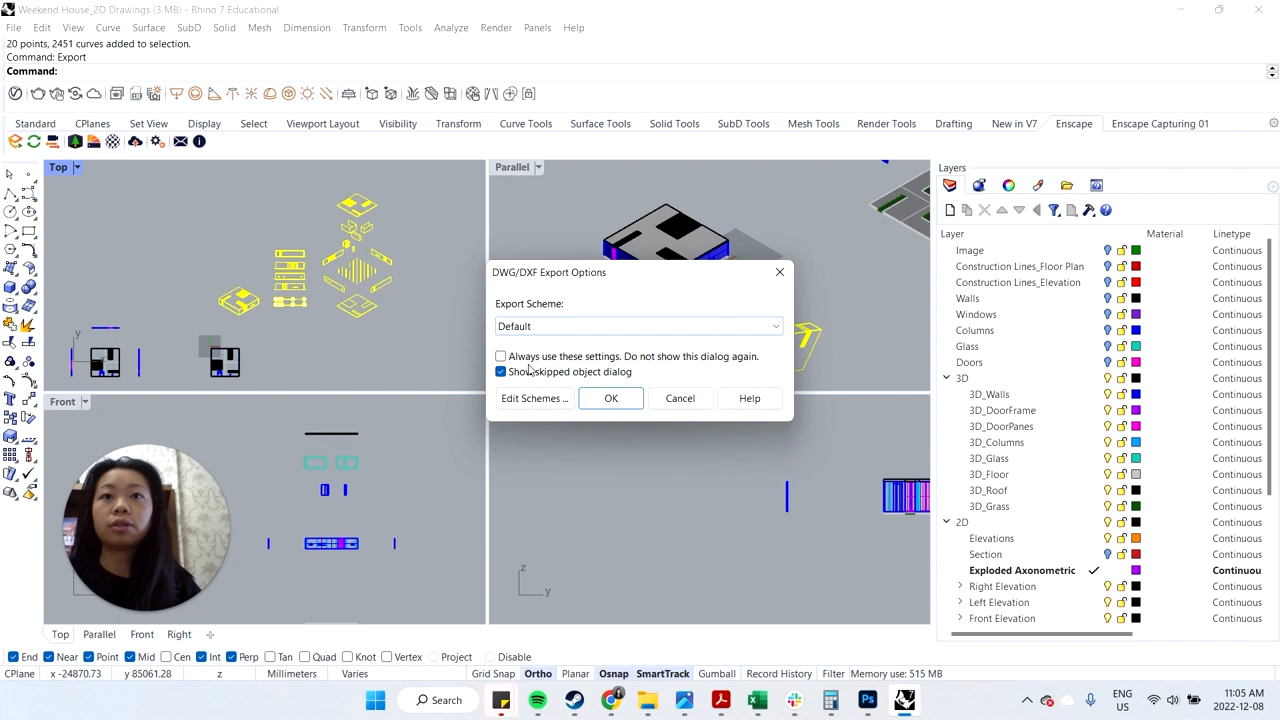 Weekend House_2D Drawings (3 MB) - Rhino 7 Educational
File Edit View Curve Surface SubD Solid Mesh Dimension Transform Tools Analyze Render Panels Help
20 points, 2451 curves added to selection.
Command: Export
Command:
Standard CPlanes Set View Display Select Viewport Layout Visibility Transform Curve Tools Surface Tools Solid Tools SubD Tools Mesh Tools Render Tools Drafting New in V7 Enscape Enscape Capturing 01
Top
Parallel
Front
y
z
y
DWG/DXF Export Options
Export Scheme:
Default
Always use these settings. Do not show this dialog again.
Show skipped object dialog
Edit Schemes ... OK Cancel Help
Layers
Layer Material Linetype
Image Continuous
Construction Lines_Floor Plan Continuous
Construction Lines_Elevation Continuous
Walls Continuous
Windows Continuous
Columns Continuous
Glass Continuous
Doors Continuous
3D Continuous
3D_Walls Continuous
3D_DoorFrame Continuous
3D_DoorPanes Continuous
3D_Columns Continuous
3D_Glass Continuous
3D_Floor Continuous
3D_Roof Continuous
3D_Grass Continuous
2D Continuous
Elevations Continuous
Section Continuous
Exploded Axonometric Continuou
Right Elevation Continuous
Left Elevation Continuous
Front Elevation Continuous
Top Parallel Front Right
End Near Point Mid Cen Int Perp Tan Quad Knot Vertex Project Disable
CPlane x -24870.73 y 85061.28 z Millimeters Varies Grid Snap Ortho Planar Osnap SmartTrack Gumball Record History Filter Memory use: 515 MB
Search
ENG
US
11:05 AM
2022-12-08